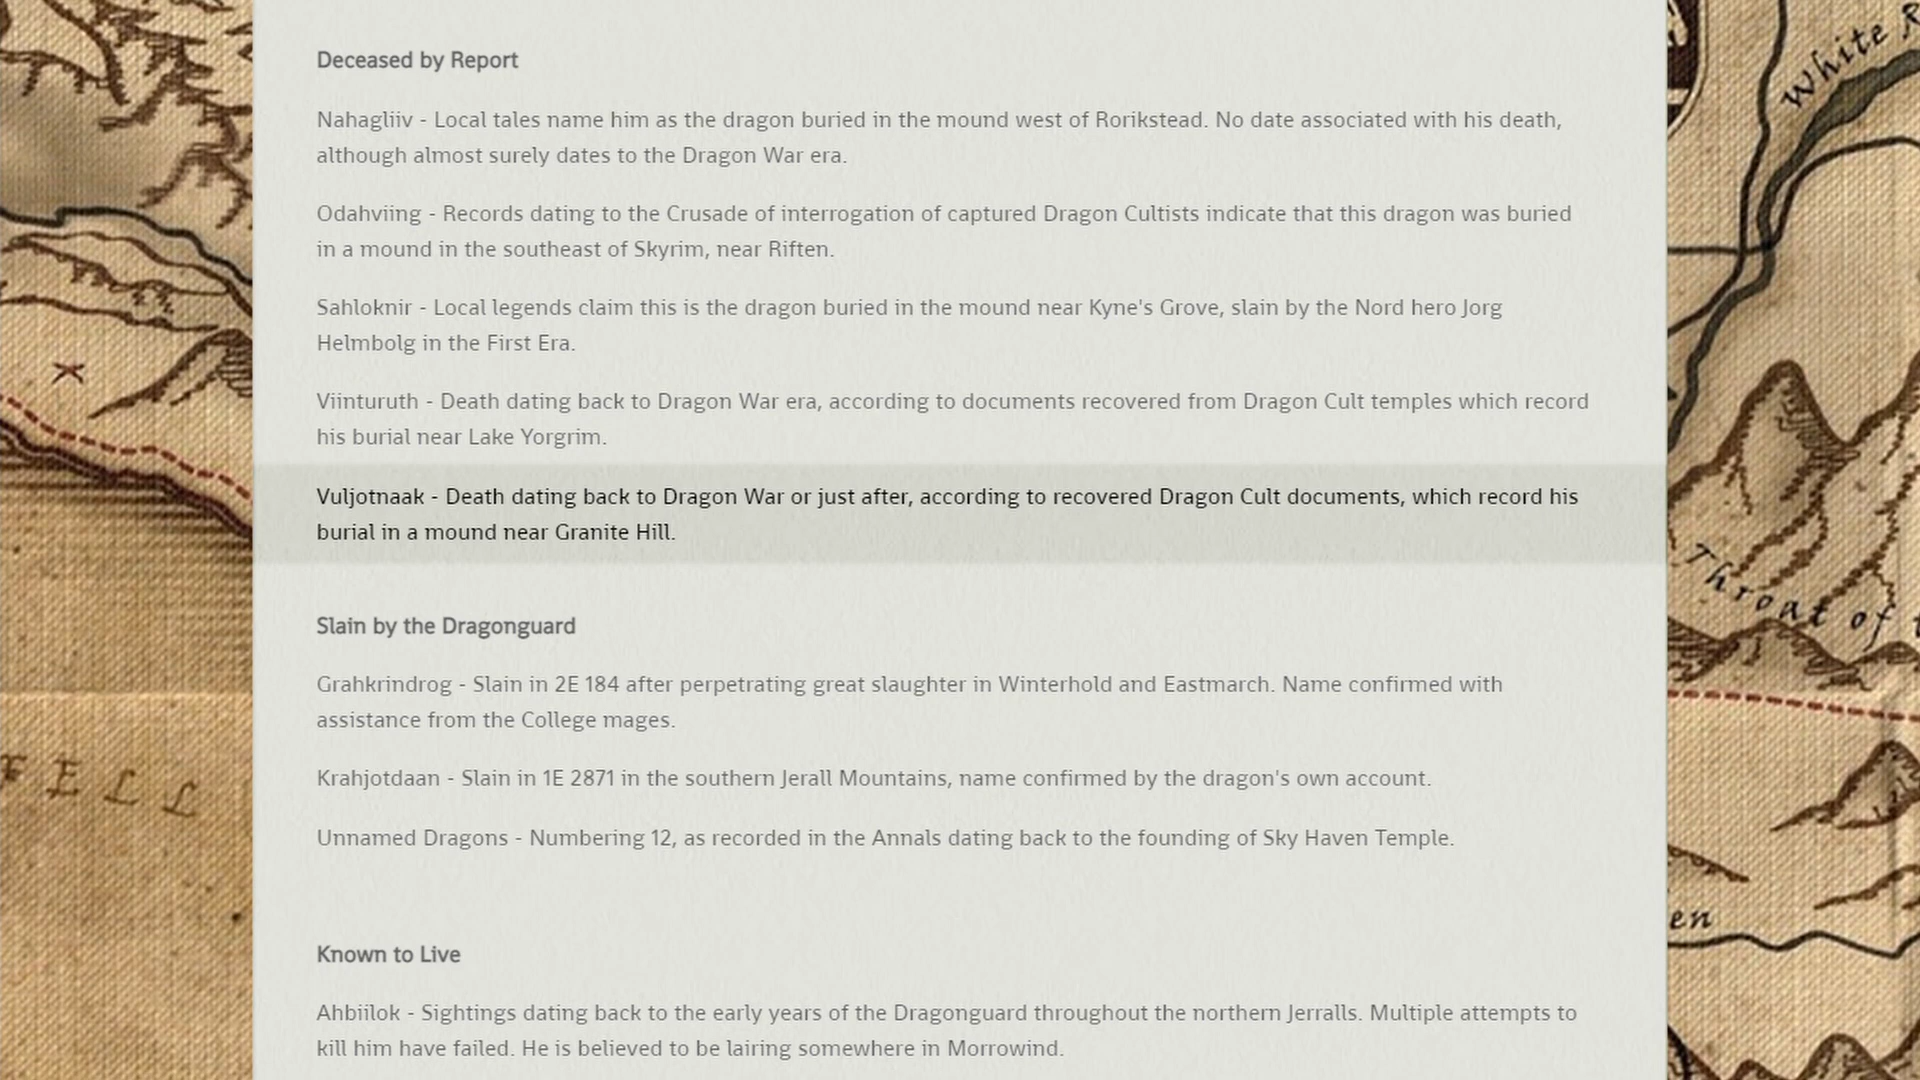 Deceased by Report
Nahagliiv - Local tales name him as the dragon buried in the mound west of Rorikstead. No date associated with his death,
although almost surely dates to the Dragon War era.
Odahviing - Records dating to the Crusade of interrogation of captured Dragon Cultists indicate that this dragon was buried
in a mound in the southeast of Skyrim, near Riften.
Sahloknir - Local legends claim this is the dragon buried in the mound near Kyne's Grove, slain by the Nord hero Jorg
Helmbolg in the First Era.
Viinturuth - Death dating back to Dragon War era, according to documents recovered from Dragon Cult temples which record
his burial near Lake Yorgrim.
Vuljotnaak - Death dating back to Dragon War or just after, according to recovered Dragon Cult documents, which record his
burial in a mound near Granite Hill.
Slain by the Dragonguard
Grahkrindrog - Slain in 2E 184 after perpetrating great slaughter in Winterhold and Eastmarch. Name confirmed with
assistance from the College mages.
Krahjotdaan - Slain in 1E 2871 in the southern Jerall Mountains, name confirmed by the dragon's own account.
Unnamed Dragons - Numbering 12, as recorded in the Annals dating back to the founding of Sky Haven Temple.
Known to Live
Ahbiilok - Sightings dating back to the early years of the Dragonguard throughout the northern Jerralls. Multiple attempts to
kill him have failed. He is believed to be lairing somewhere in Morrowind.
White R
Throat of
FELL
en